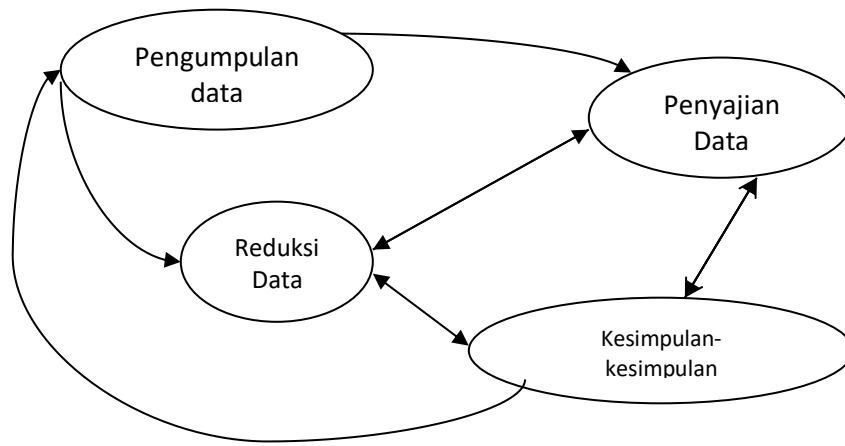 Pengumpulan
data
Penyajian
Data
Reduksi
Data
Kesimpulan-
kesimpulan